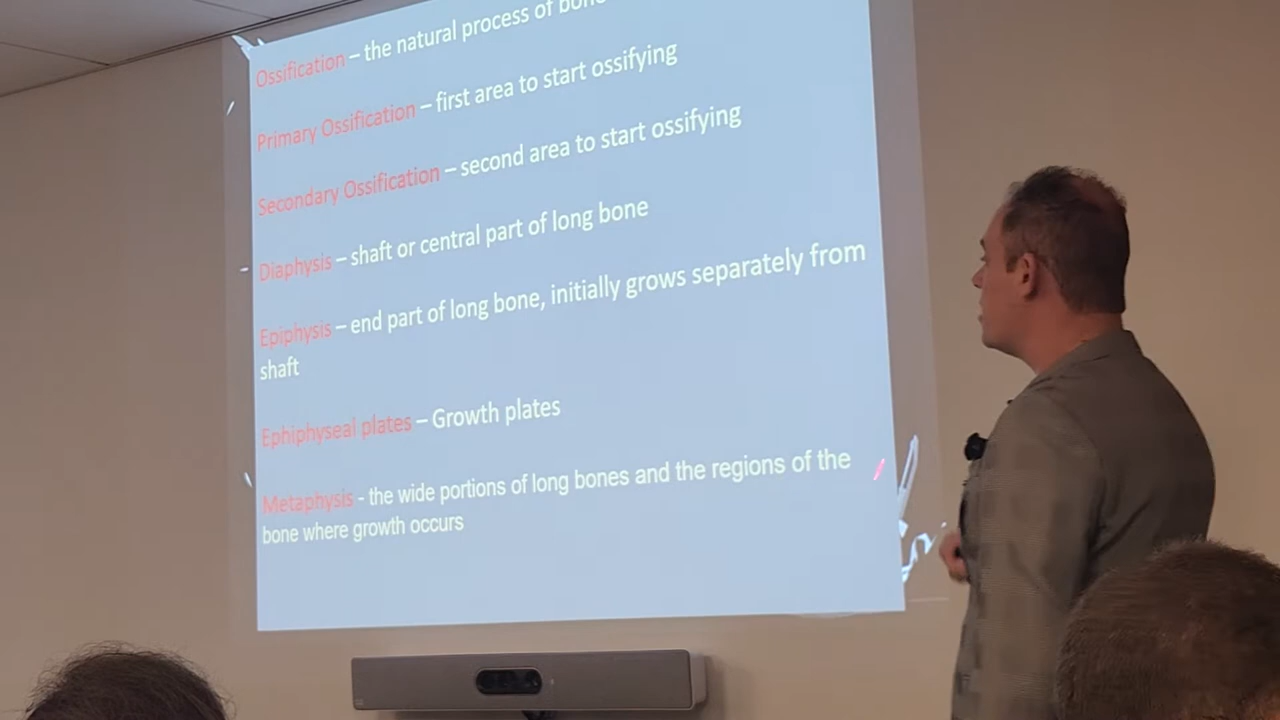 Ossification – the natural process of bone
Primary Ossification – first area to start ossifying
Secondary Ossification – second area to start ossifying
Diaphysis – shaft or central part of long bone
Epiphysis – end part of long bone, initially grows separately from
shaft
Ephiphyseal plates – Growth plates
Metaphysis - the wide portions of long bones and the regions of the
bone where growth occurs